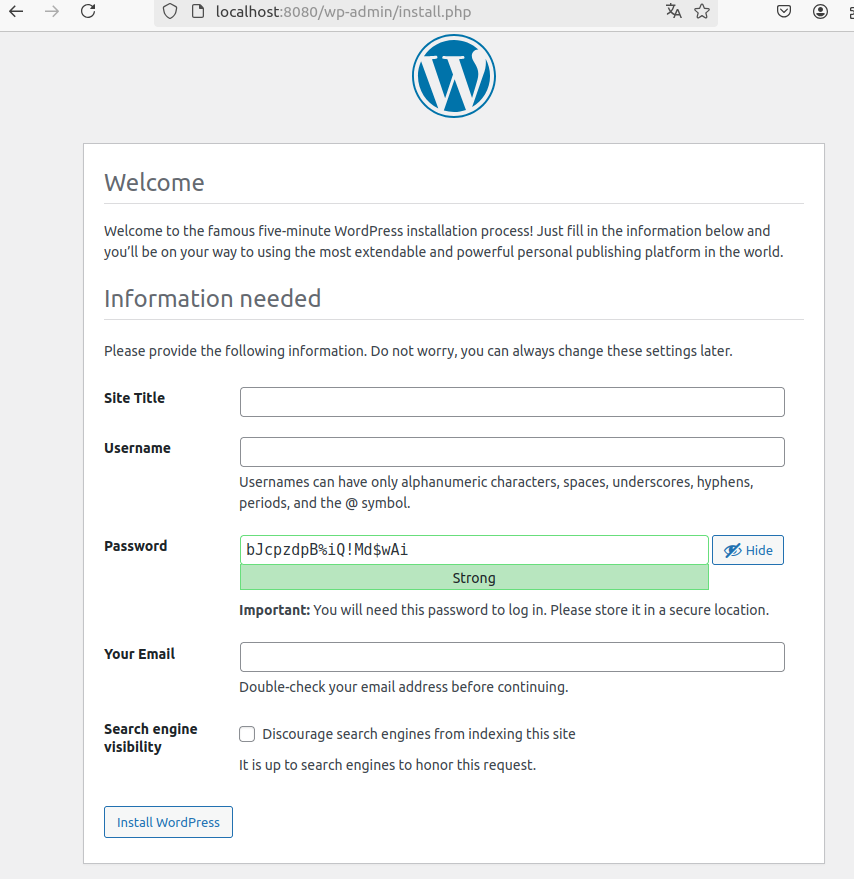 localhost:8080/wp-admin/install.php
Welcome
Welcome to the famous five-minute WordPress installation process! Just fill in the information below and
you’ll be on your way to using the most extendable and powerful personal publishing platform in the world.
Information needed
Please provide the following information. Do not worry, you can always change these settings later.
Site Title
Username
Usernames can have only alphanumeric characters, spaces, underscores, hyphens,
periods, and the @ symbol.
Password
bJcpzdpB%iQ!Md$wAi
Hide
Strong
Important: You will need this password to log in. Please store it in a secure location.
Your Email
Double-check your email address before continuing.
Search engine
visibility
Discourage search engines from indexing this site
It is up to search engines to honor this request.
Install WordPress